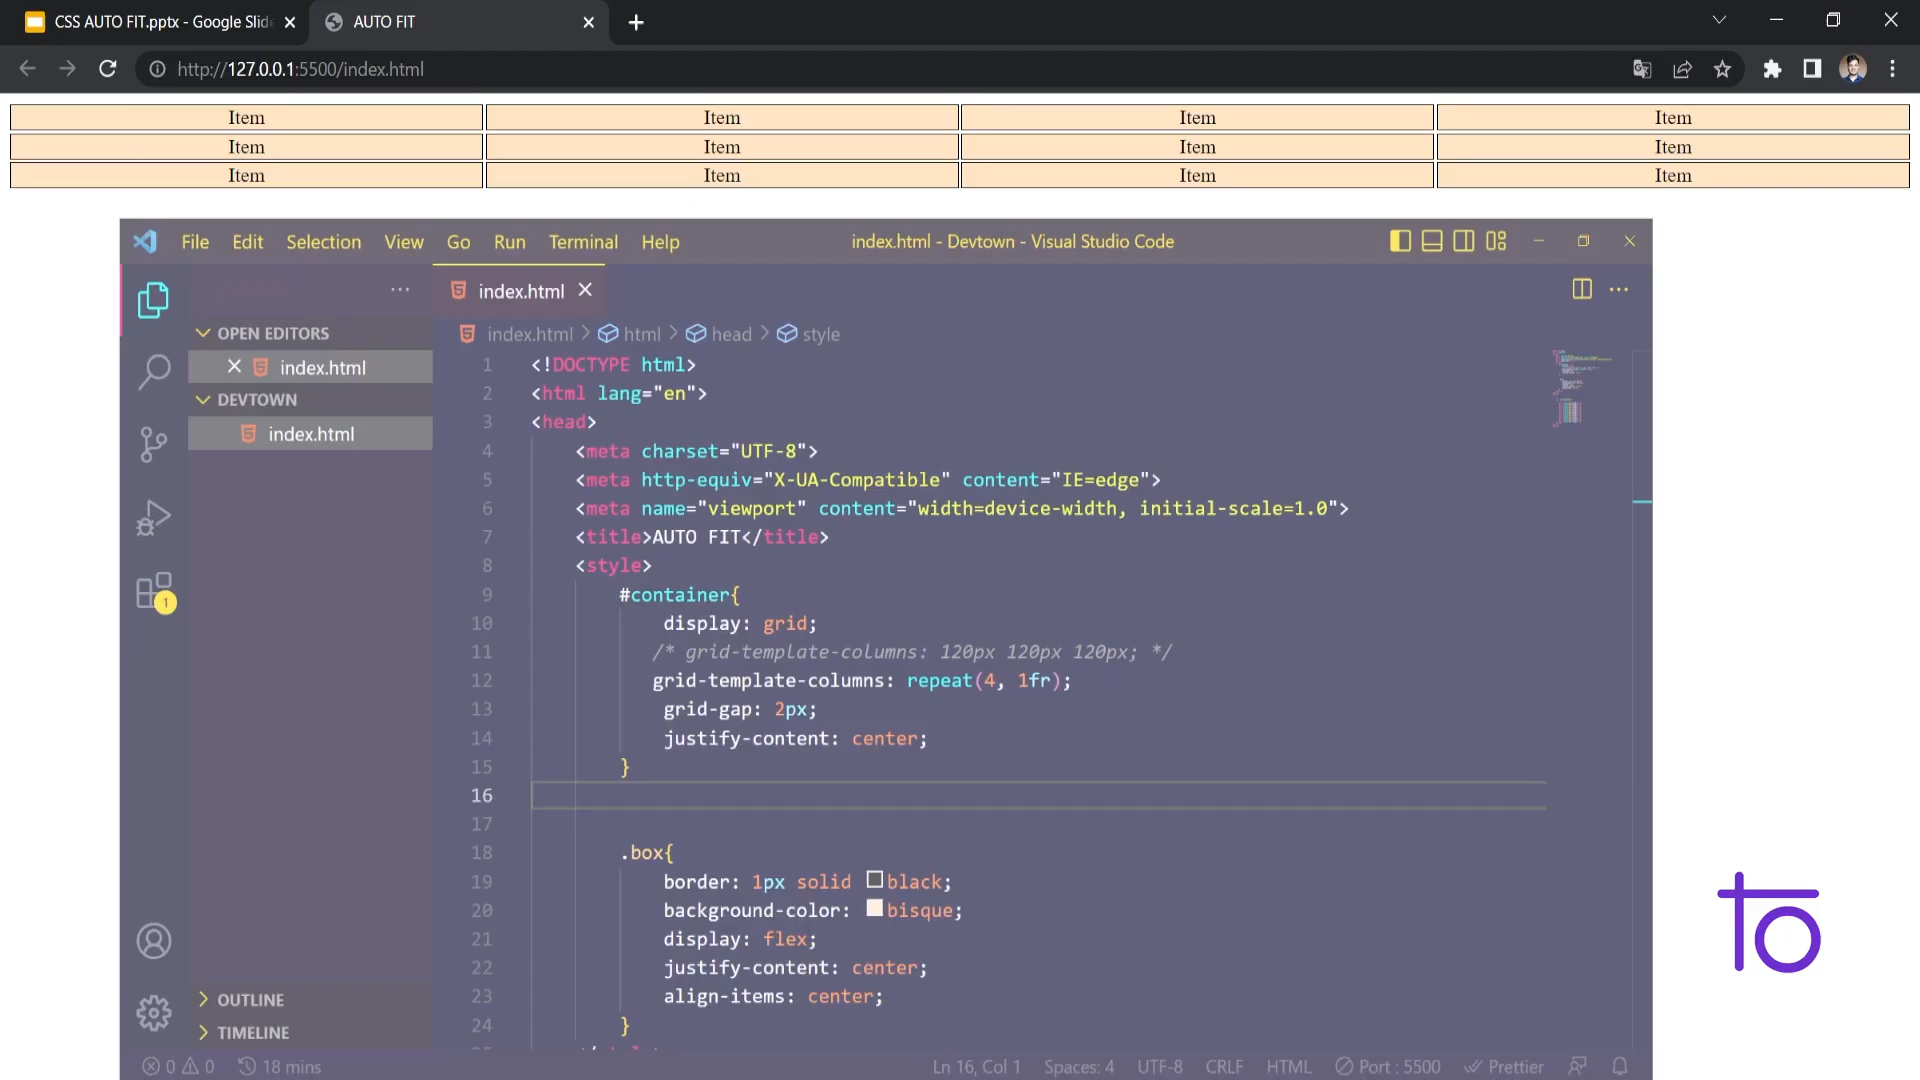 CSS AUTO FIT.pptx - Google Slid
AUTO FIT
http://127.0.0.1:5500/index.html
Item Item Item Item
Item Item Item Item
Item Item Item Item
File Edit Selection View Go Run Terminal Help
index.html - Devtown - Visual Studio Code
index.html
OPEN EDITORS
index.html
DEVTOWN
index.html
index.html > html > head > style
1 <!DOCTYPE html>
2 <html lang="en">
3 <head>
4 <meta charset="UTF-8">
5 <meta http-equiv="X-UA-Compatible" content="IE=edge">
6 <meta name="viewport" content="width=device-width, initial-scale=1.0">
7 <title>AUTO FIT</title>
8 <style>
9 #container{
10 display: grid;
11 /* grid-template-columns: 120px 120px 120px; */
12 grid-template-columns: repeat(4, 1fr);
13 grid-gap: 2px;
14 justify-content: center;
15 }
16
17
18 .box{
19 border: 1px solid black;
20 background-color: bisque;
21 display: flex;
22 justify-content: center;
23 align-items: center;
24 }
1
OUTLINE
TIMELINE
0 0 18 mins
Ln 16, Col 1 Spaces: 4 UTF-8 CRLF HTML Port : 5500 Prettier